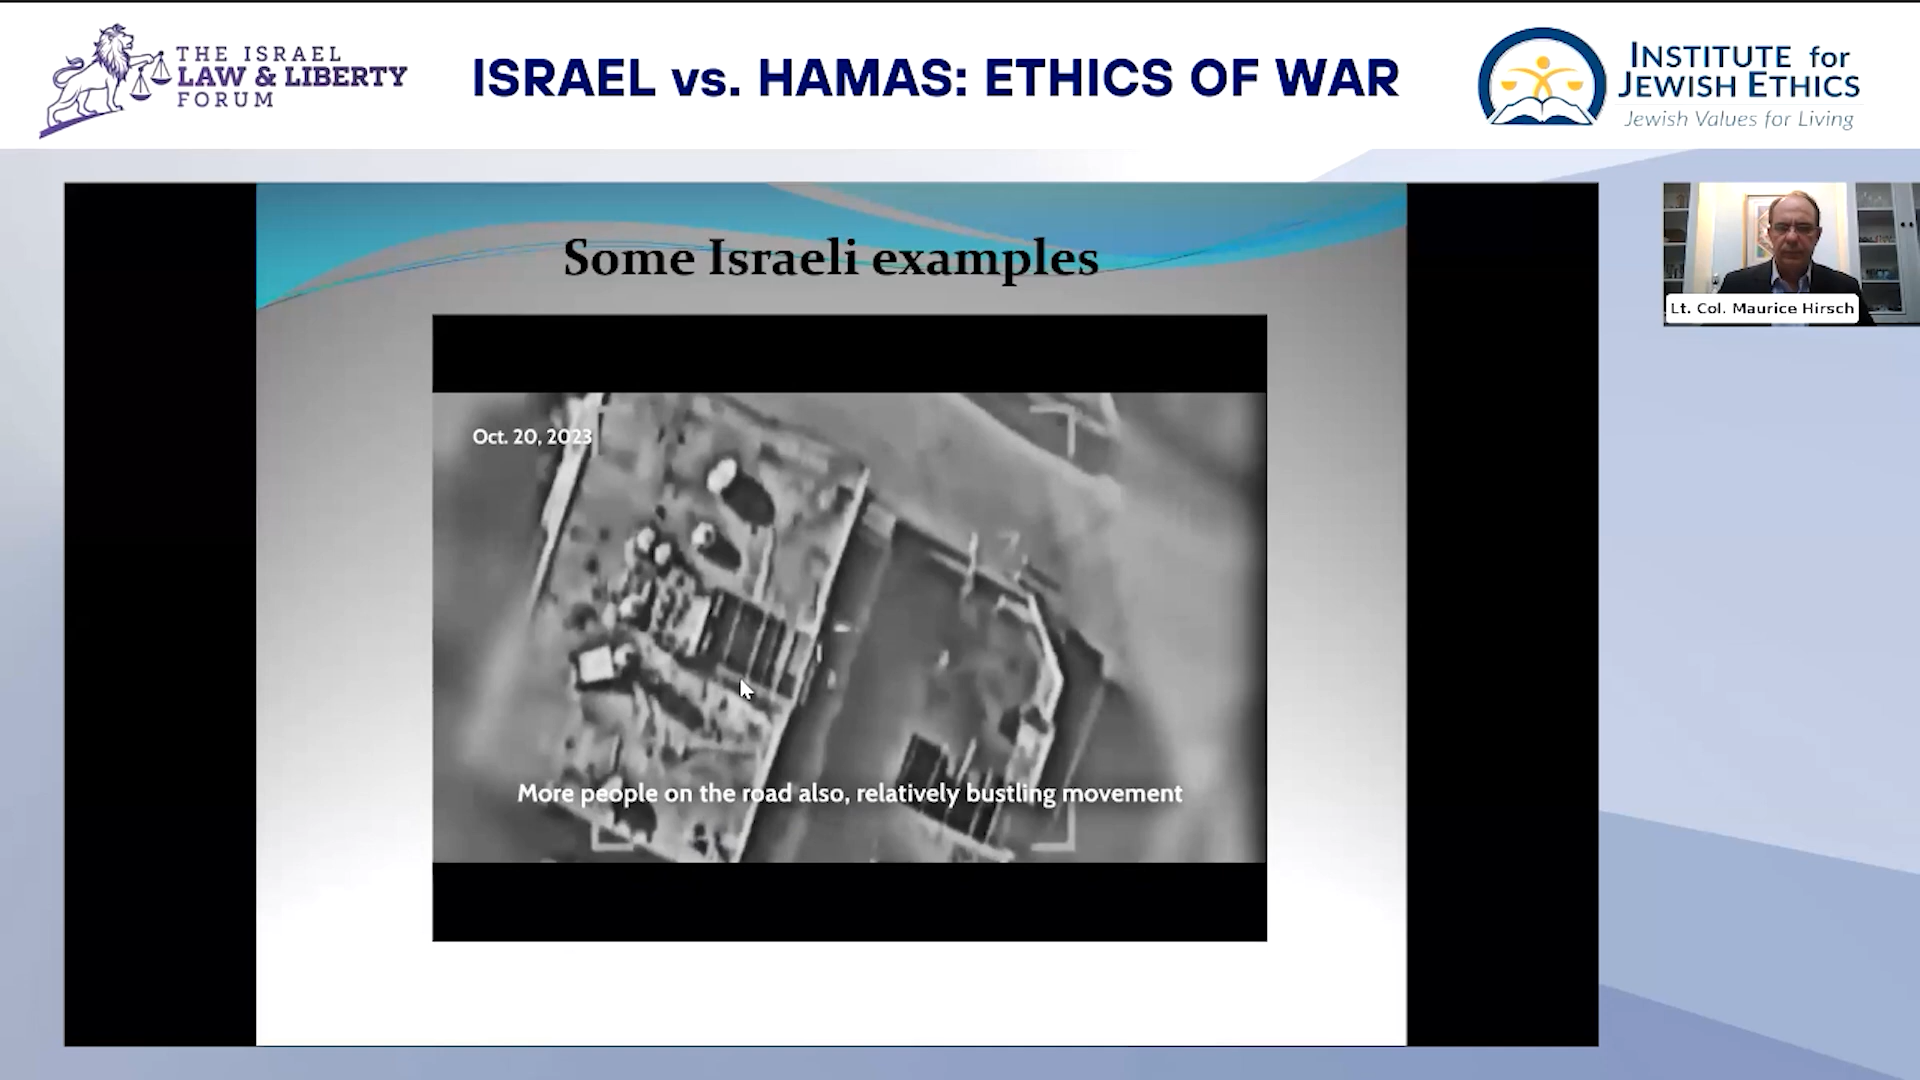 THE ISRAEL
LAW & LIBERTY
FORUM
ISRAEL vs. HAMAS: ETHICS OF WAR
INSTITUTE for
JEWISH ETHICS
Jewish Values for Living
Some Israeli examples
Oct. 20, 2023
More people on the road also, relatively bustling movement
Lt. Col. Maurice Hirsch